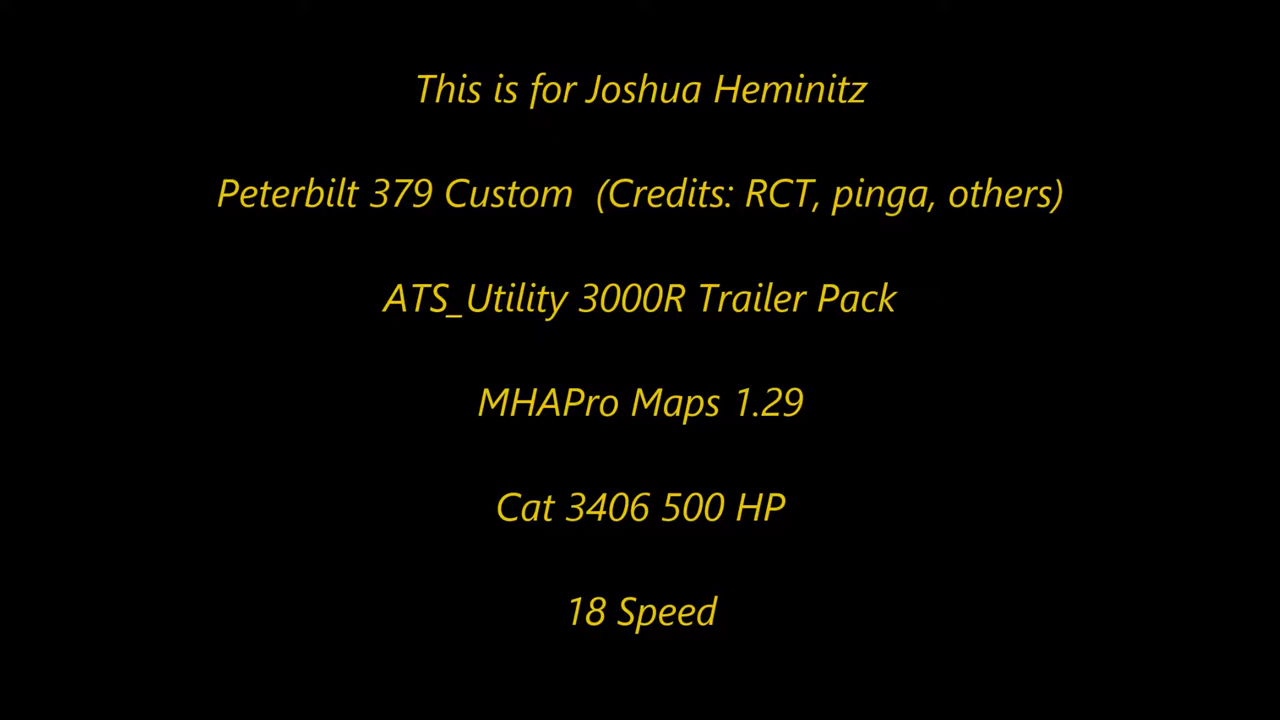 This is for Joshua Heminitz
Peterbilt 379 Custom  (Credits: RCT, pinga, others)
ATS_Utility 3000R Trailer Pack
MHAPro Maps 1.29
Cat 3406 500 HP
18 Speed